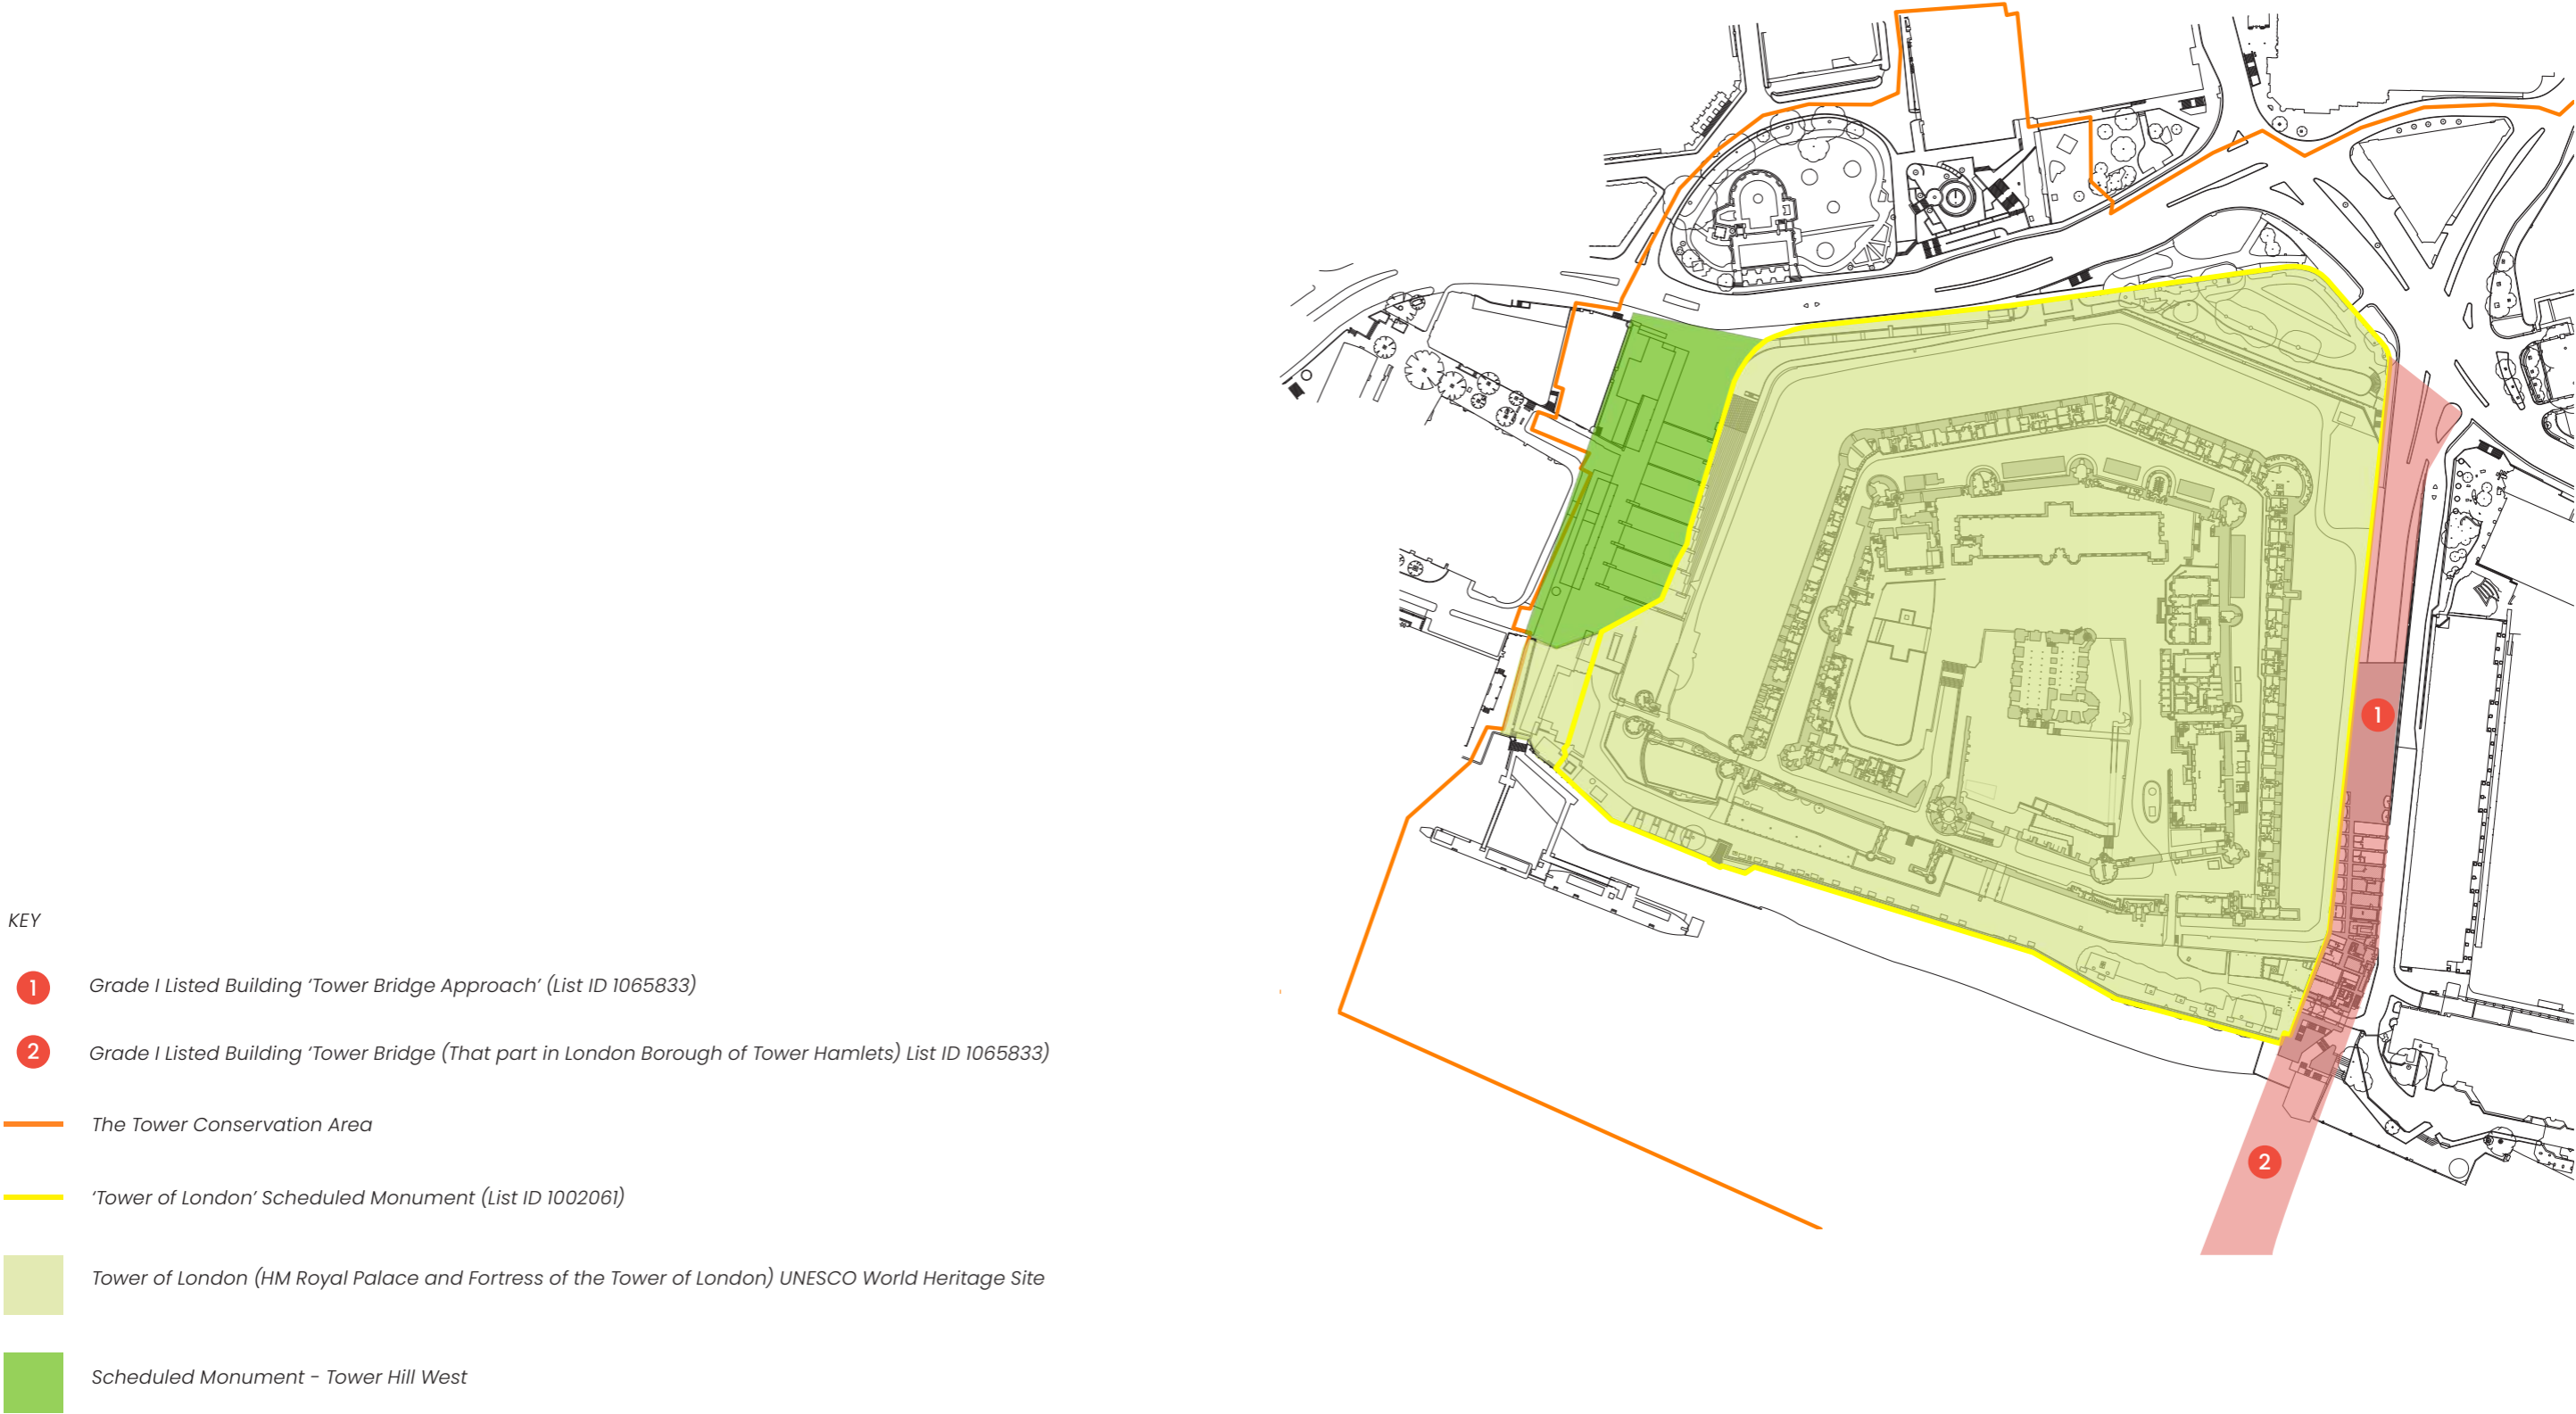 KEY
1 Grade I Listed Building ‘Tower Bridge Approach’ (List ID 1065833)
2 Grade I Listed Building ‘Tower Bridge (That part in London Borough of Tower Hamlets) List ID 1065833)
The Tower Conservation Area
‘Tower of London’ Scheduled Monument (List ID 1002061)
Tower of London (HM Royal Palace and Fortress of the Tower of London) UNESCO World Heritage Site
Scheduled Monument - Tower Hill West
1
2